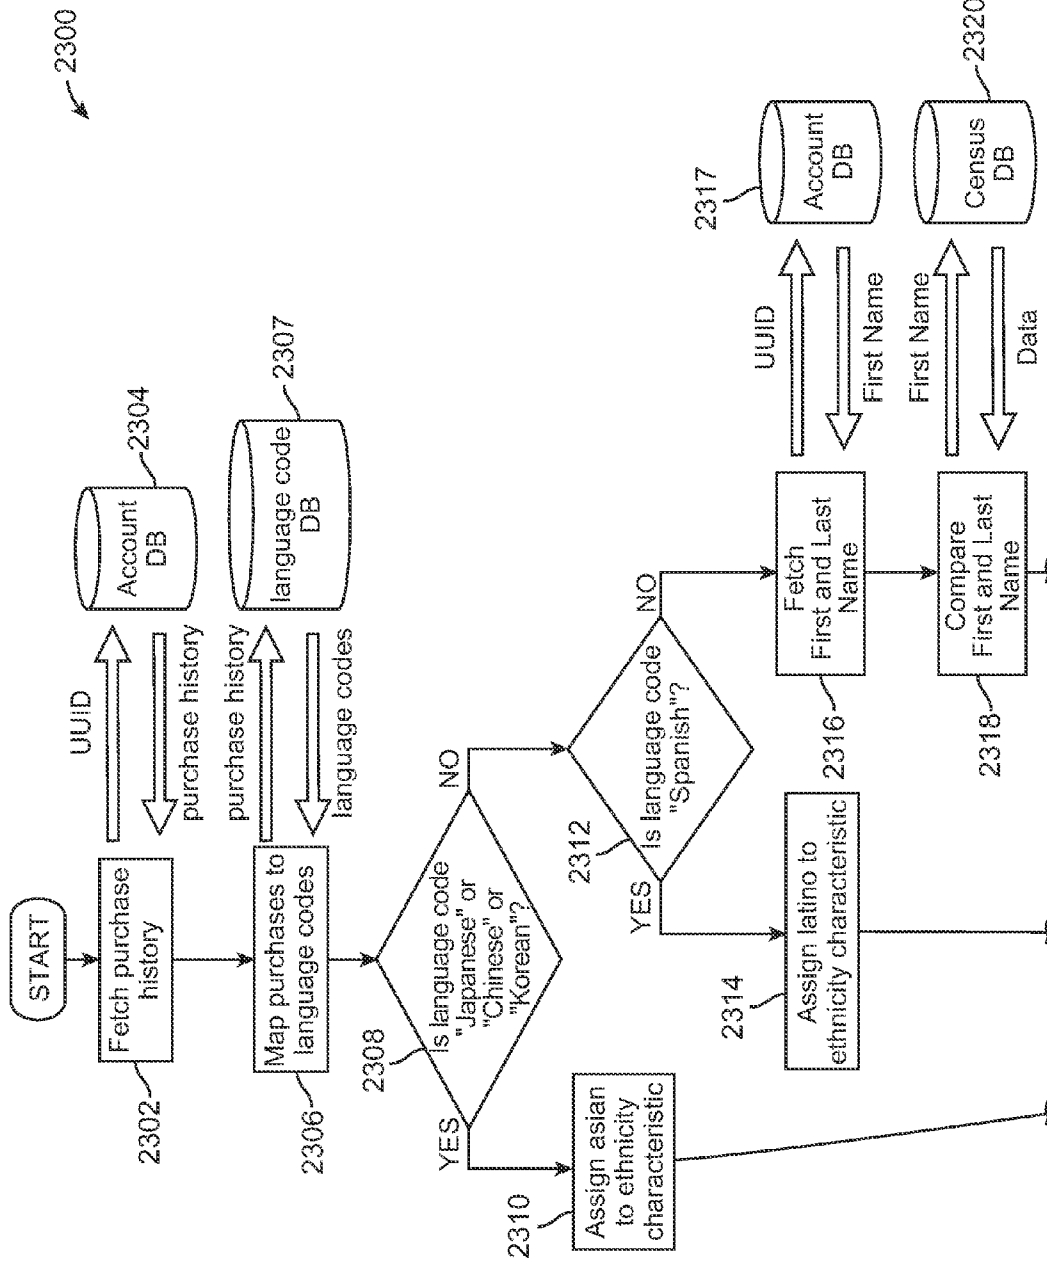 2300
START
Fetch purchase
history
2302
UUID
purchase history
Account
DB
2304
Map purchases to
language codes
2306
purchase history
language codes
language code
DB
2307
Is language code
"Japanese" or
"Chinese" or
"Korean"?
2308
YES
NO
Assign asian
to ethnicity
characteristic
2310
Is language code
"Spanish"?
2312
YES
NO
Assign latino to
ethnicity characteristic
2314
Fetch
First and Last
Name
2316
UUID
First Name
Account
DB
2317
Compare
First and Last
Name
2318
First Name
Data
Census
DB
2320